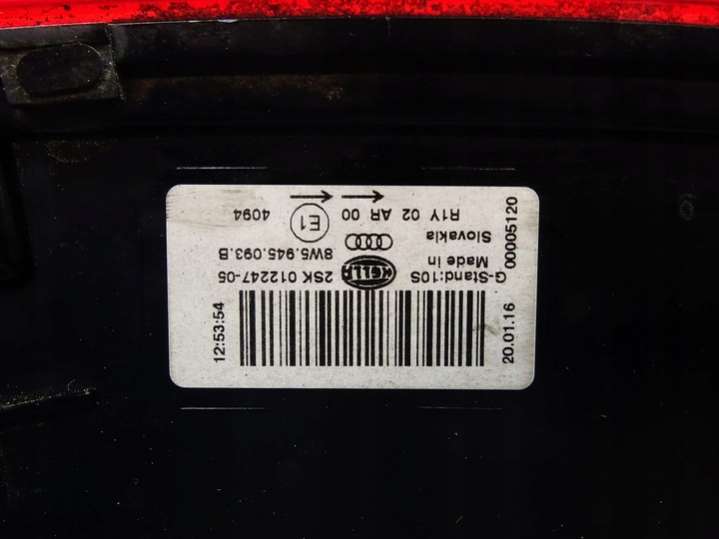 20.01.16
12:53:54
G-Stand:10S
2SK 012247-05
HELLA
Made in
8W5.945.093.B
Slovakia
E1
R1Y 02 AR 00
4094
00005120